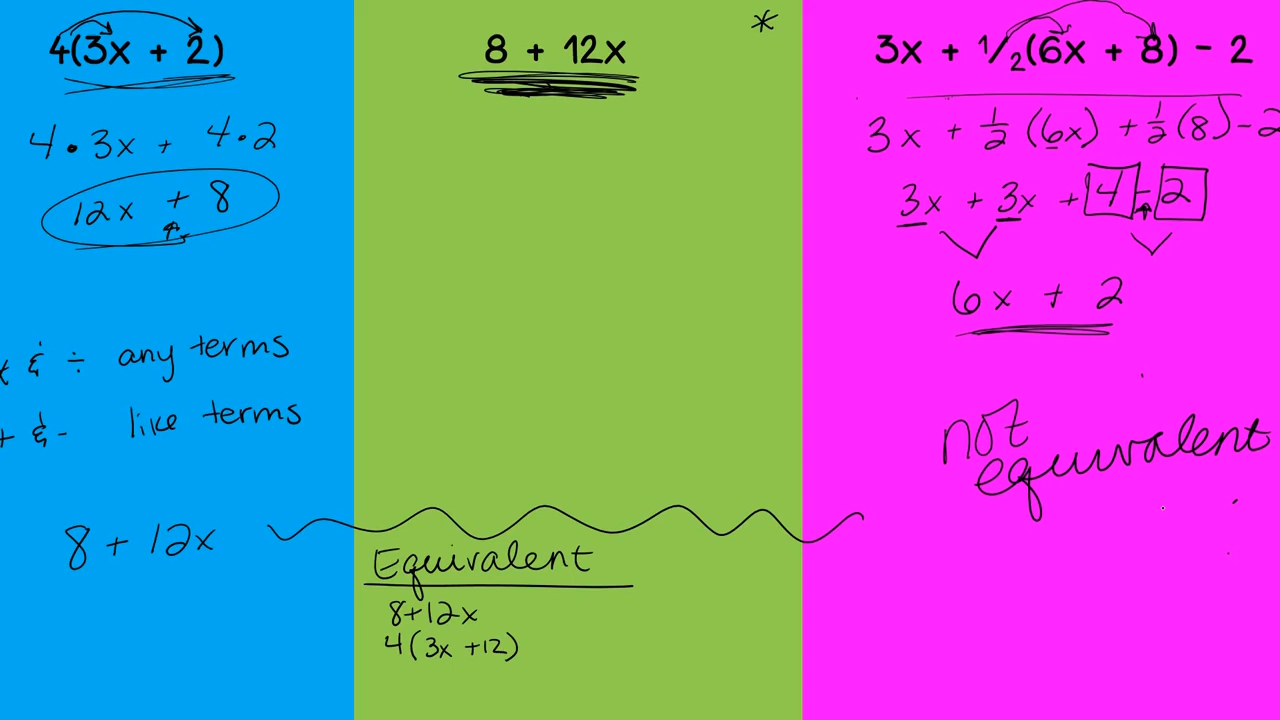 4(3x + 2)
4 • 3x + 4 • 2
12x + 8
& ÷ any terms
+ & - like terms
8 + 12x
8 + 12x
*
Equivalent
8+12x
4(3x +12)
3x + 1/2(6x + 8) - 2
3x + 1/2 (6x) + 1/2 (8) - 2
3x + 3x + 4 - 2
6x + 2
not
equivalent